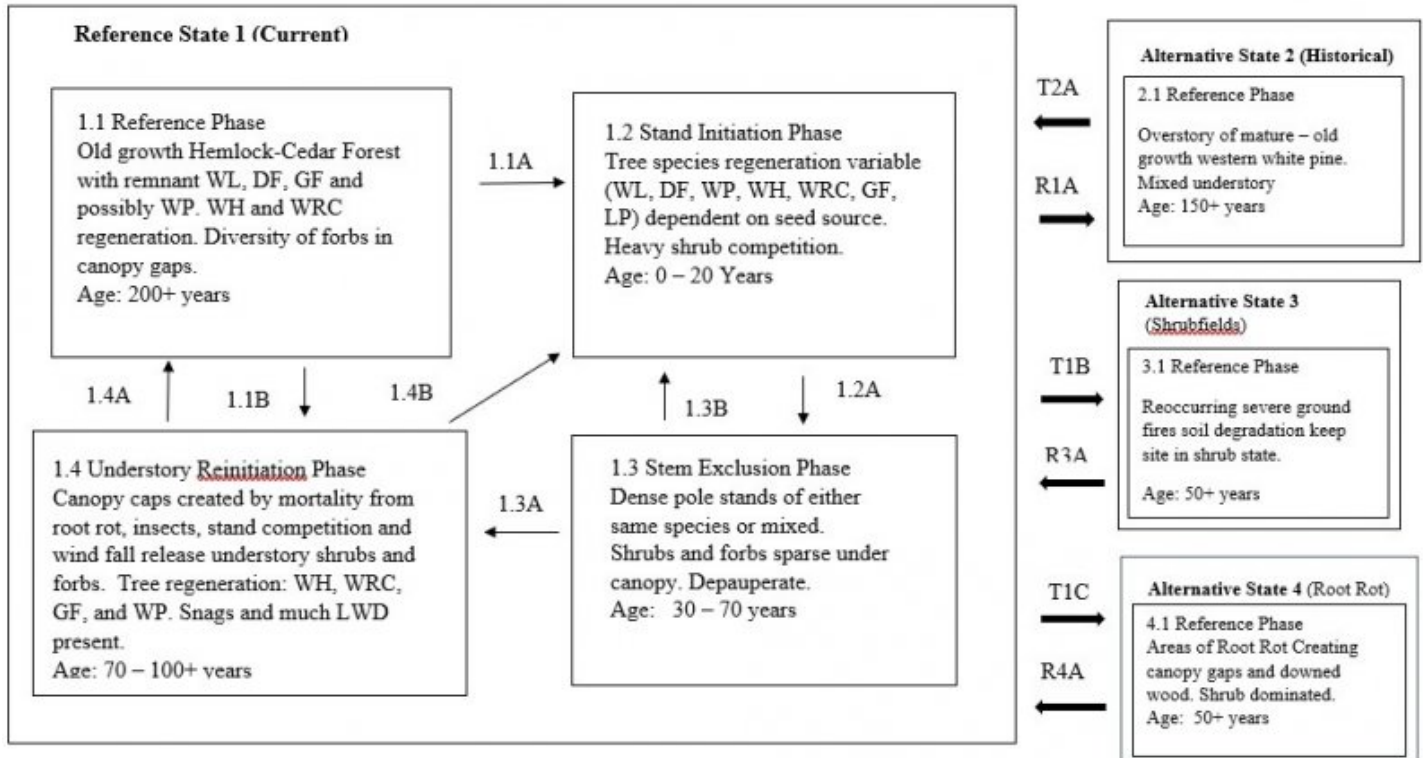 Reference State 1 (Current)
1.1 Reference Phase
Old growth Hemlock-Cedar Forest
with remnant WL, DF, GF and
possibly WP. WH and WRC
regeneration. Diversity of forbs in
canopy gaps.
Age: 200+ years
1.1A
1.2 Stand Initiation Phase
Tree species regeneration variable
(WL, DF, WP, WH, WRC, GF,
LP) dependent on seed source.
Heavy shrub competition.
Age: 0 – 20 Years
1.4A
1.1B
1.4B
1.3B
1.2A
1.4 Understory Reinitiation Phase
Canopy caps created by mortality from
root rot, insects, stand competition and
wind fall release understory shrubs and
forbs. Tree regeneration: WH, WRC,
GF, and WP. Snags and much LWD
present.
Age: 70 – 100+ years
1.3A
1.3 Stem Exclusion Phase
Dense pole stands of either
same species or mixed.
Shrubs and forbs sparse under
canopy. Depauperate.
Age: 30 – 70 years
T2A
R1A
Alternative State 2 (Historical)
2.1 Reference Phase
Overstory of mature – old
growth western white pine.
Mixed understory
Age: 150+ years
T1B
R3A
Alternative State 3
(Shrubfields)
3.1 Reference Phase
Reoccurring severe ground
fires soil degradation keep
site in shrub state.
Age: 50+ years
T1C
R4A
Alternative State 4 (Root Rot)
4.1 Reference Phase
Areas of Root Rot Creating
canopy gaps and downed
wood. Shrub dominated.
Age: 50+ years